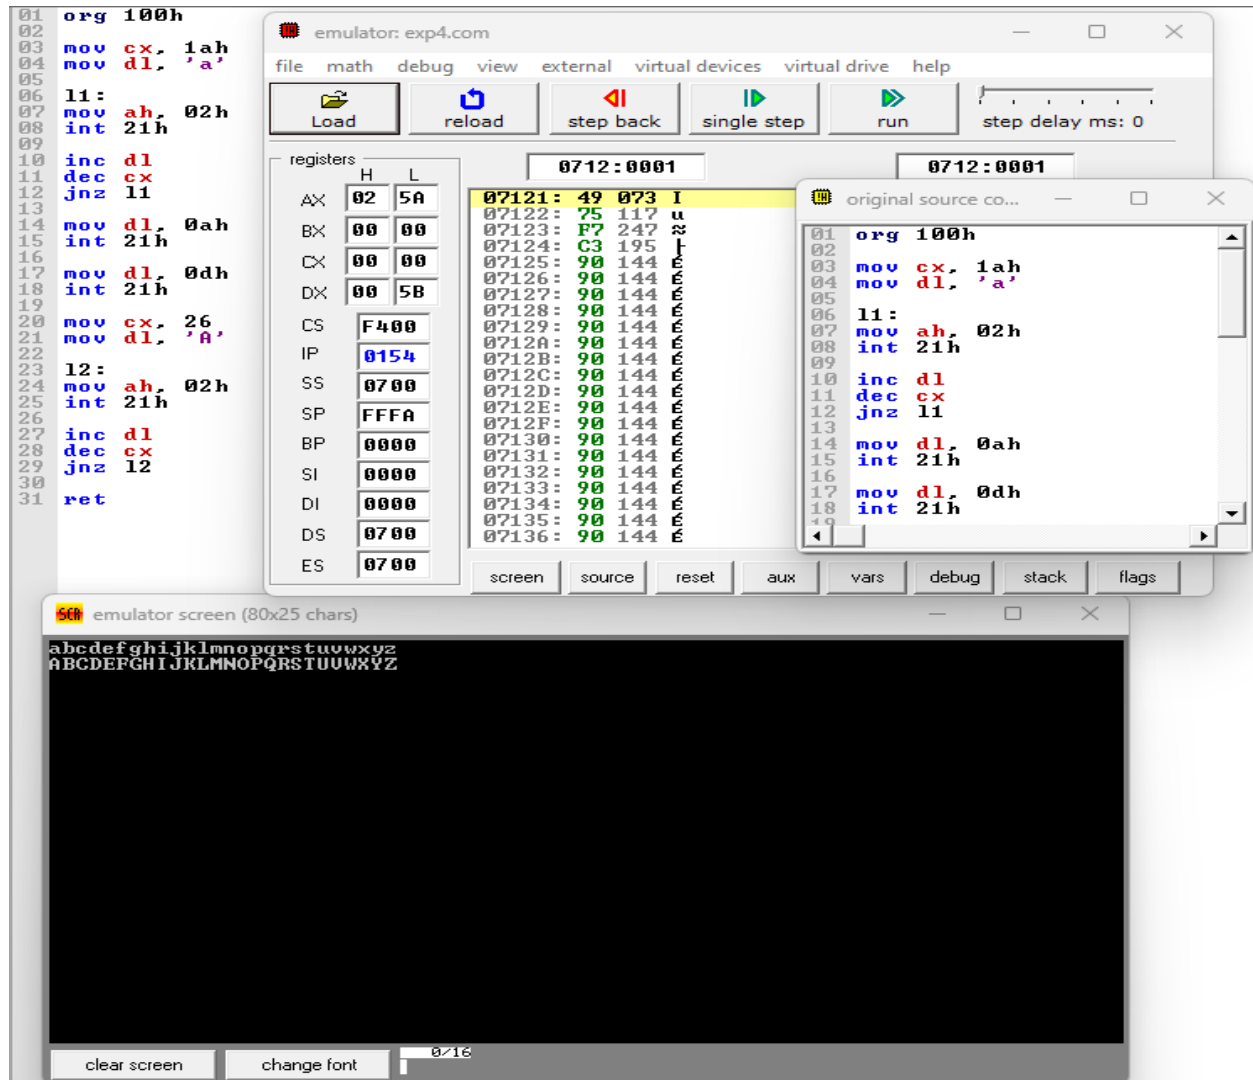 01 org 100h
02
03 mov cx, 1ah
04 mov dl, 'a'
05
06 l1:
07 mov ah, 02h
08 int 21h
09
10 inc dl
11 dec cx
12 jnz l1
13
14 mov dl, 0ah
15 int 21h
16
17 mov dl, 0dh
18 int 21h
19
20 mov cx, 26
21 mov dl, 'A'
22
23 l2:
24 mov ah, 02h
25 int 21h
26
27 inc dl
28 dec cx
29 jnz l2
30
31 ret
emulator: exp4.com
file math debug view external virtual devices virtual drive help
Load reload step back single step run step delay ms: 0
registers
H L
AX 02 5A
BX 00 00
CX 00 00
DX 00 5B
CS F400
IP 0154
SS 0700
SP FFFA
BP 0000
SI 0000
DI 0000
DS 0700
ES 0700
0712:0001 0712:0001
07121: 49 073 I
07122: 75 117 u
07123: F7 247 ≈
07124: C3 195 ├
07125: 90 144 É
07126: 90 144 É
07127: 90 144 É
07128: 90 144 É
07129: 90 144 É
0712A: 90 144 É
0712B: 90 144 É
0712C: 90 144 É
0712D: 90 144 É
0712E: 90 144 É
0712F: 90 144 É
07130: 90 144 É
07131: 90 144 É
07132: 90 144 É
07133: 90 144 É
07134: 90 144 É
07135: 90 144 É
07136: 90 144 É
screen source reset aux vars debug stack flags
original source co...
01 org 100h
02
03 mov cx, 1ah
04 mov dl, 'a'
05
06 l1:
07 mov ah, 02h
08 int 21h
09
10 inc dl
11 dec cx
12 jnz l1
13
14 mov dl, 0ah
15 int 21h
16
17 mov dl, 0dh
18 int 21h
19
SCR emulator screen (80x25 chars)
abcdefghijklmnopqrstuvwxyz
ABCDEFGHIJKLMNOPQRSTUVWXYZ
clear screen change font 0/16